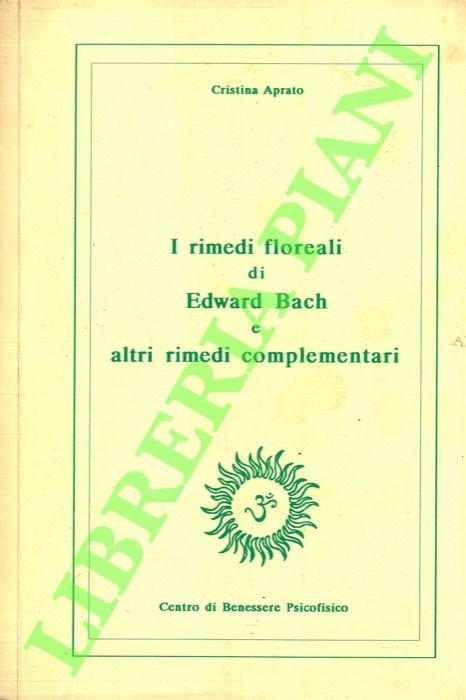 Cristina Aprato
I rimedi floreali
di
Edward Bach
e
altri rimedi complementari
ॐ
Centro di Benessere Psicofisico
LIBRERIA PIANI